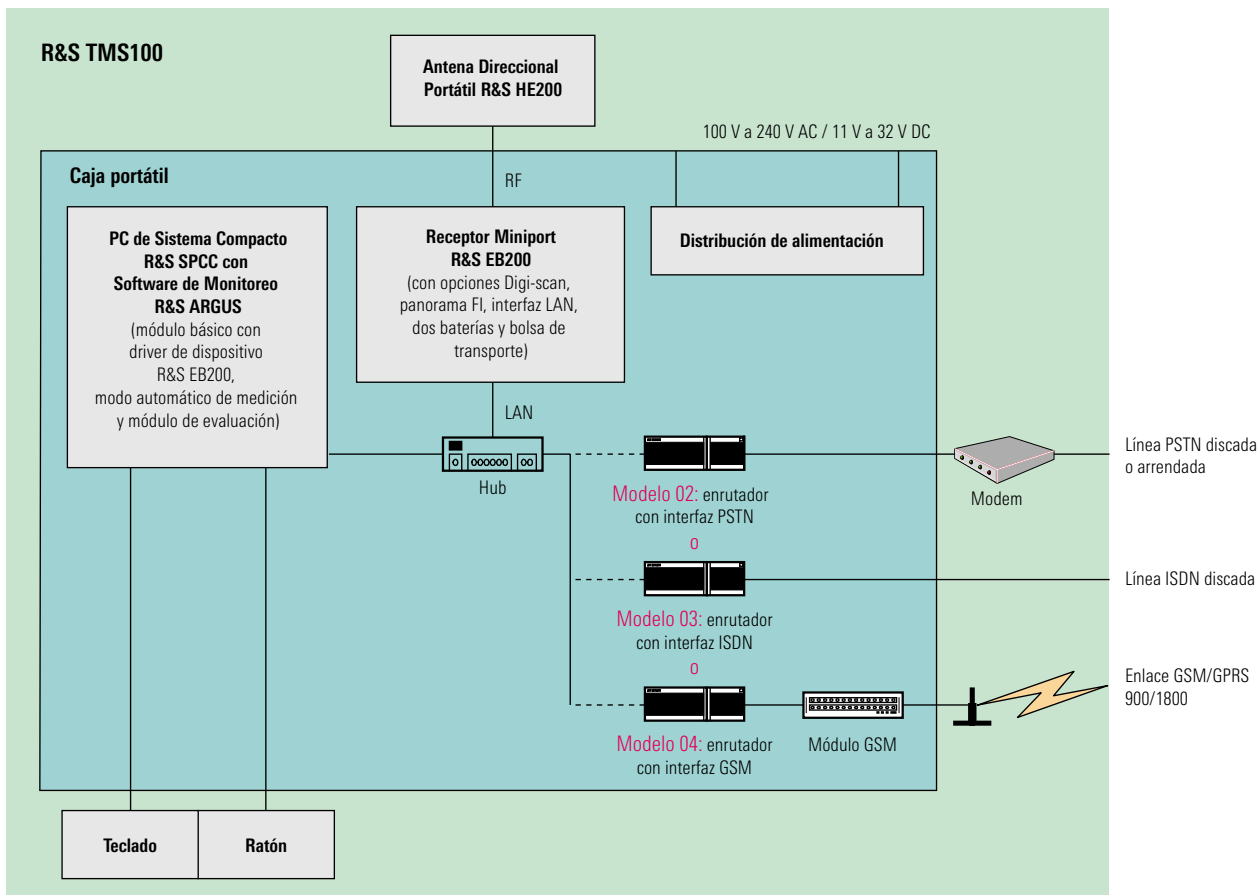 R&S TMS100
Antena Direccional
Portátil R&S HE200
100 V a 240 V AC / 11 V a 32 V DC
Caja portátil
RF
PC de Sistema Compacto
R&S SPCC con
Software de Monitoreo
R&S ARGUS
(módulo básico con
driver de dispositivo
R&S EB200,
modo automático de medición
y módulo de evaluación)
Receptor Miniport
R&S EB200
(con opciones Digi-scan,
panorama FI, interfaz LAN,
dos baterías y bolsa de
transporte)
Distribución de alimentación
LAN
Hub
Modelo 02: enrutador
con interfaz PSTN
o
Modelo 03: enrutador
con interfaz ISDN
o
Modelo 04: enrutador
con interfaz GSM
Módulo GSM
Modem
Línea PSTN discada
o arrendada
Línea ISDN discada
Enlace GSM/GPRS
900/1800
Teclado
Ratón